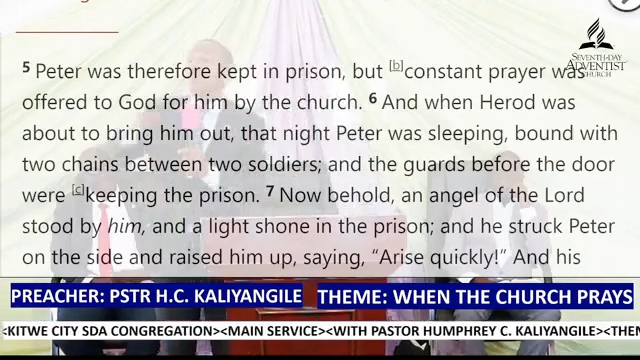 SEVENTH-DAY
ADVENTIST
CHURCH
5 Peter was therefore kept in prison, but [b]constant prayer was
offered to God for him by the church. 6 And when Herod was
about to bring him out, that night Peter was sleeping, bound with
two chains between two soldiers; and the guards before the door
were [c]keeping the prison. 7 Now behold, an angel of the Lord
stood by him, and a light shone in the prison; and he struck Peter
on the side and raised him up, saying, “Arise quickly!” And his
PREACHER: PSTR H.C. KALIYANGILE THEME: WHEN THE CHURCH PRAYS
<KITWE CITY SDA CONGREGATION><MAIN SERVICE><WITH PASTOR HUMPHREY C. KALIYANGILE><THEM